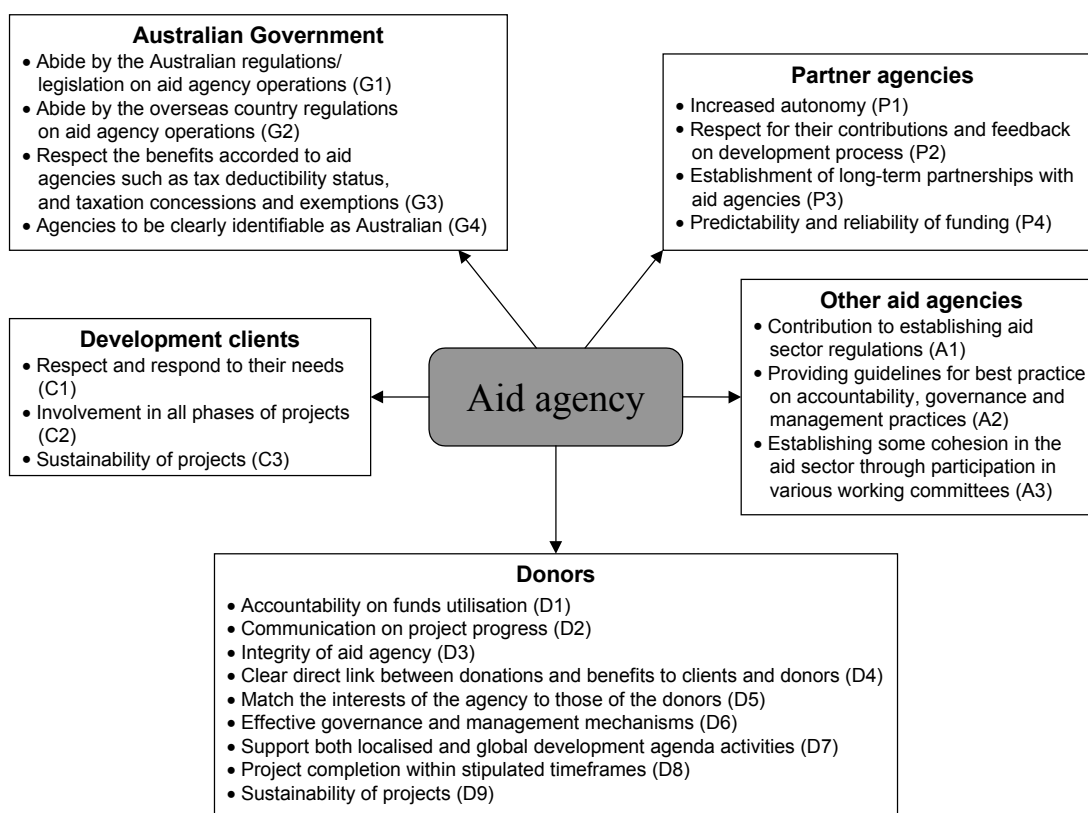 Australian Government
• Abide by the Australian regulations/
legislation on aid agency operations (G1)
• Abide by the overseas country regulations
on aid agency operations (G2)
• Respect the benefits accorded to aid
agencies such as tax deductibility status,
and taxation concessions and exemptions (G3)
• Agencies to be clearly identifiable as Australian (G4)
Partner agencies
• Increased autonomy (P1)
• Respect for their contributions and feedback
on development process (P2)
• Establishment of long-term partnerships with
aid agencies (P3)
• Predictability and reliability of funding (P4)
Development clients
• Respect and respond to their needs
(C1)
• Involvement in all phases of projects
(C2)
• Sustainability of projects (C3)
Aid agency
Other aid agencies
• Contribution to establishing aid
sector regulations (A1)
• Providing guidelines for best practice
on accountability, governance and
management practices (A2)
• Establishing some cohesion in the
aid sector through participation in
various working committees (A3)
Donors
• Accountability on funds utilisation (D1)
• Communication on project progress (D2)
• Integrity of aid agency (D3)
• Clear direct link between donations and benefits to clients and donors (D4)
• Match the interests of the agency to those of the donors (D5)
• Effective governance and management mechanisms (D6)
• Support both localised and global development agenda activities (D7)
• Project completion within stipulated timeframes (D8)
• Sustainability of projects (D9)